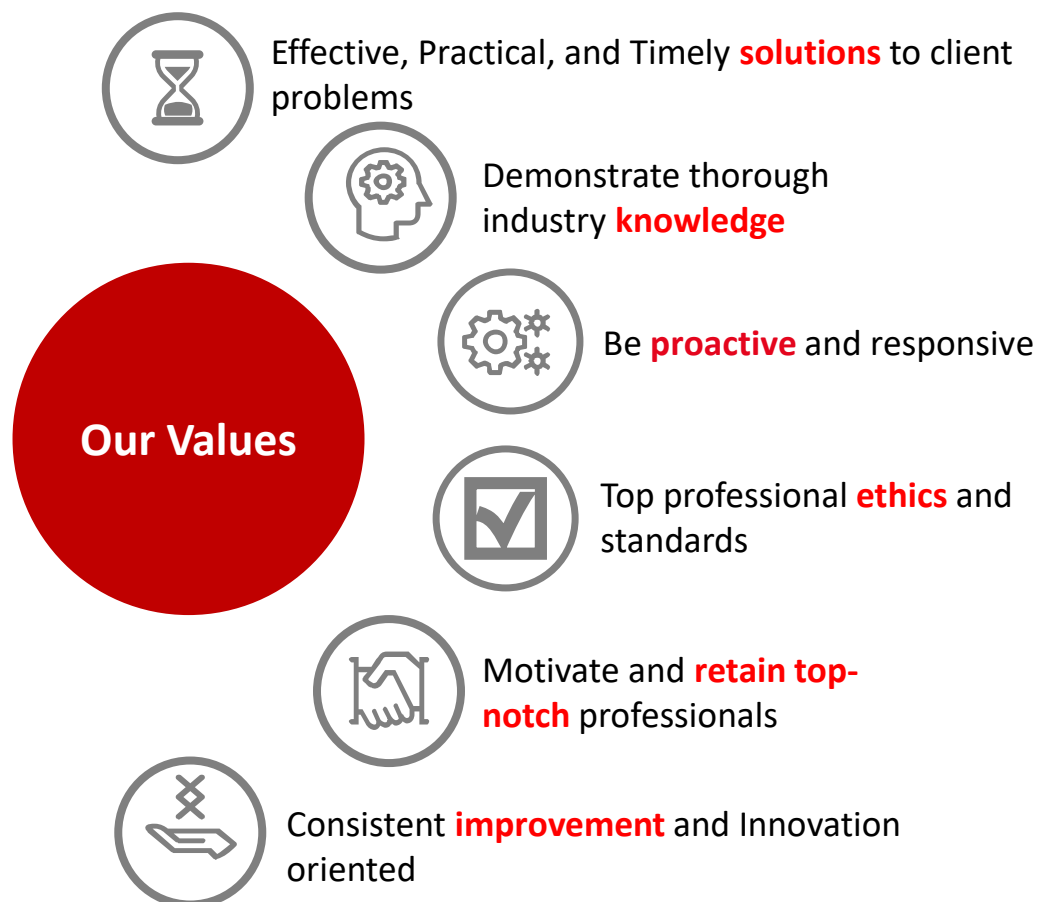 Effective, Practical, and Timely solutions to client
problems
Demonstrate thorough
industry knowledge
Be proactive and responsive
Our Values
Top professional ethics and
standards
Motivate and retain top-
notch professionals
Consistent improvement and Innovation
oriented